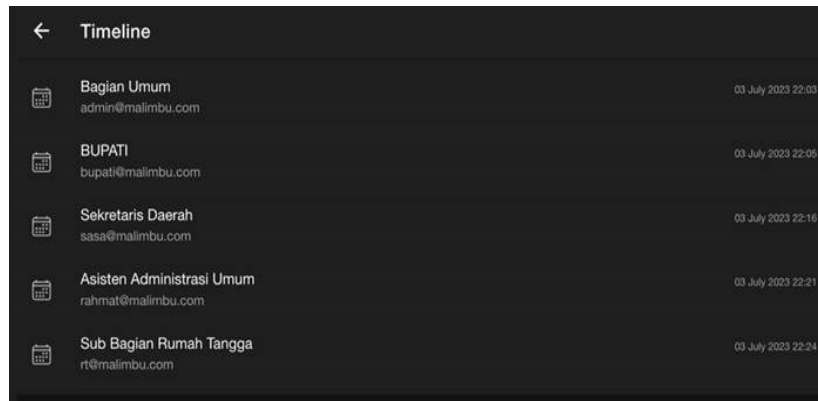 Timeline
Bagian Umum
03 July 2023 22:03
admin@malimbu.com
BUPATI
03 July 2023 22:05
bupati@malimbu.com
Sekretaris Daerah
03 July 2023 22:16
sasa@malimbu.com
Asisten Administrasi Umum
03 July 2023 22:21
rahmat@malimbu.com
Sub Bagian Rumah Tangga
03 July 2023 22:24
rt@malimbu.com